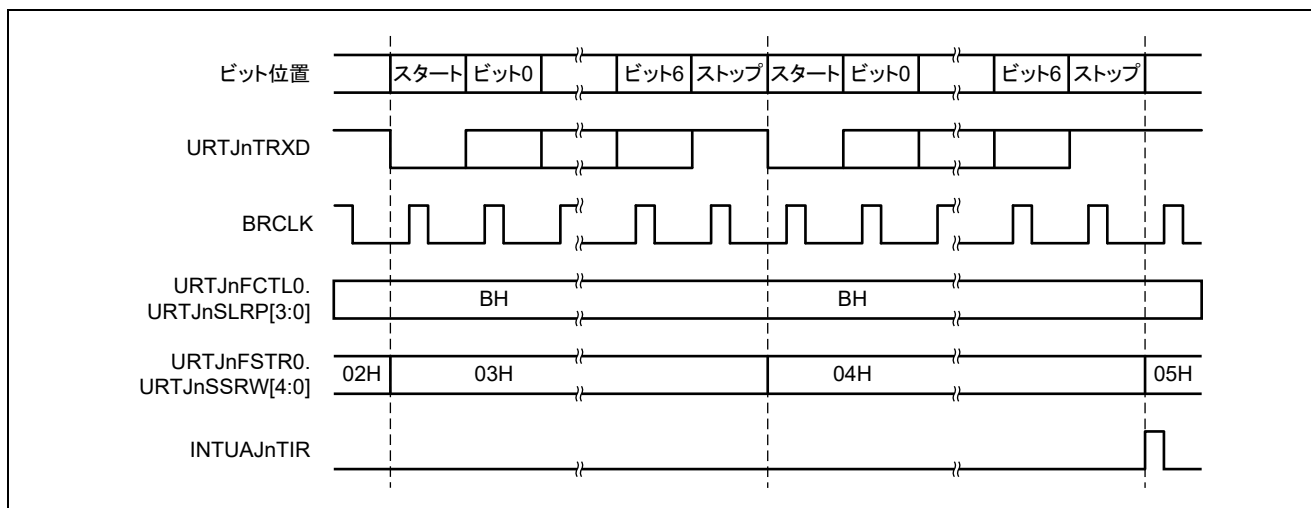 ビット位置
スタート ビット0 ビット6 ストップ スタート ビット0 ビット6 ストップ
URTJnTRXD
BRCLK
URTJnFCTL0.
URTJnSLRP[3:0]
BH BH
URTJnFSTR0.
URTJnSSRW[4:0]
02H 03H 04H 05H
INTUAJnTIR